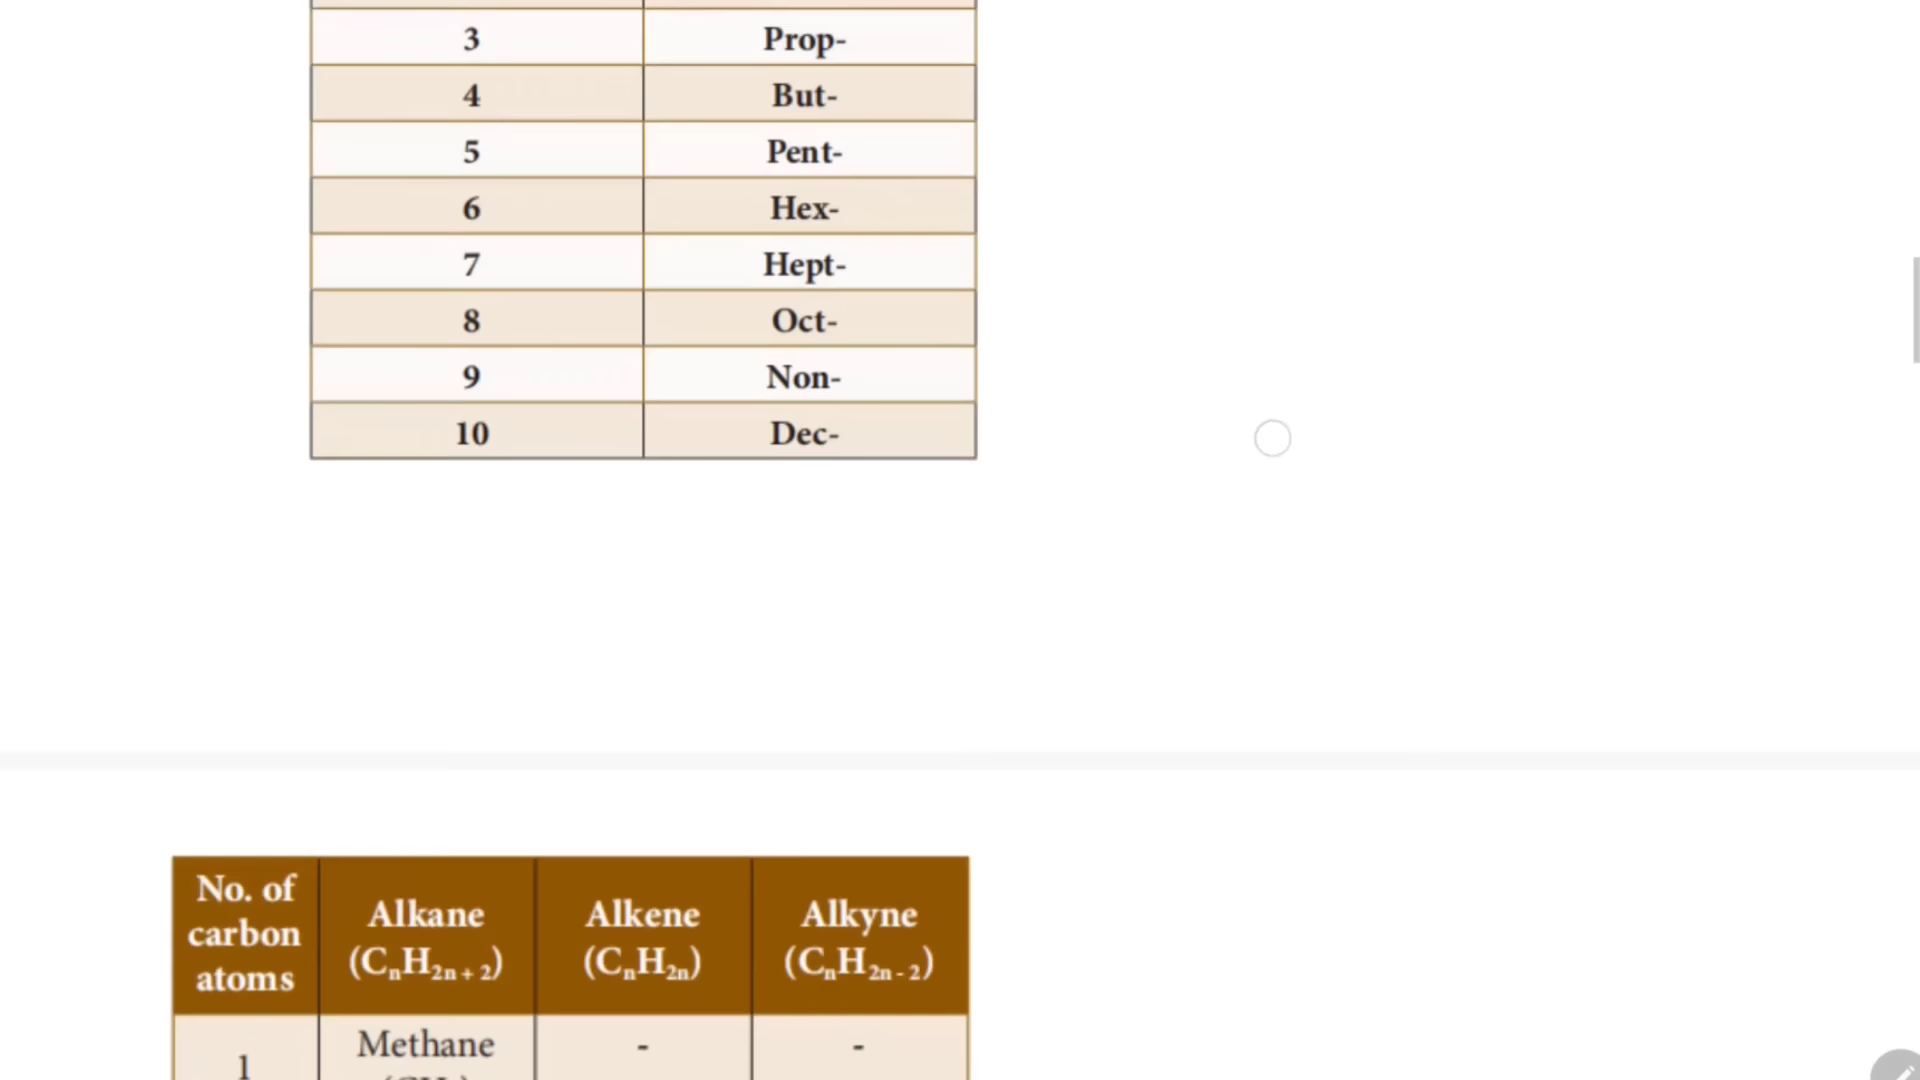 3 Prop-
4 But-
5 Pent-
6 Hex-
7 Hept-
8 Oct-
9 Non-
10 Dec-
No. of
carbon
atoms
Alkane
(CₙH₂ₙ₊₂)
Alkene
(CₙH₂ₙ)
Alkyne
(CₙH₂ₙ₋₂)
1 Methane - -